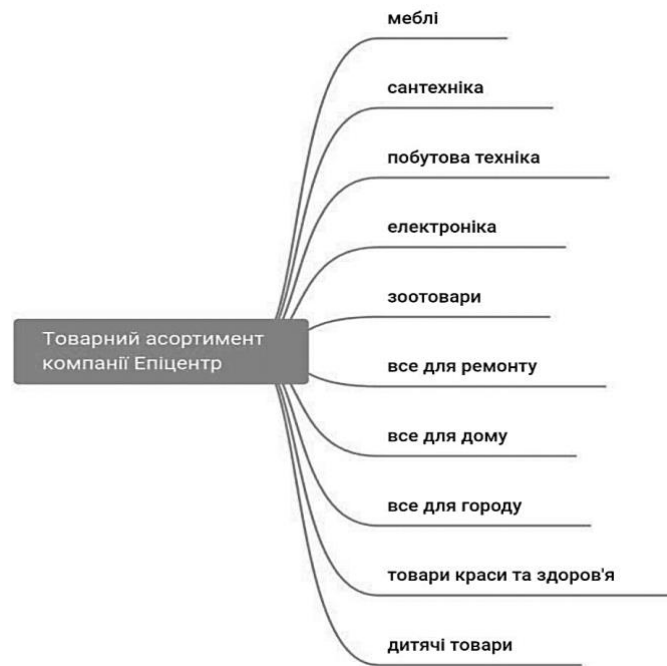 меблі
сантехніка
побутова техніка
електроніка
зоотовари
Товарний асортимент
компанії Епіцентр
все для ремонту
все для дому
все для городу
товари краси та здоров'я
дитячі товари